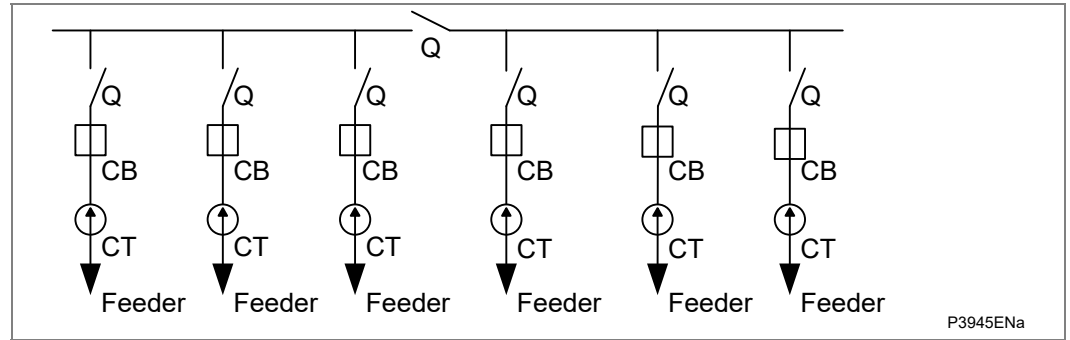 Q
Q Q Q Q Q Q
CB CB CB CB CB CB
CT CT CT CT CT CT
Feeder Feeder Feeder Feeder Feeder Feeder
P3945ENa